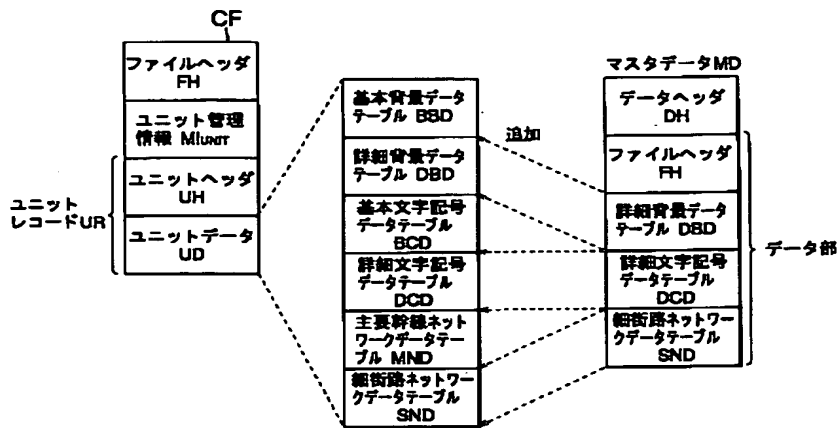 CF
ファイルヘッダ
FH
ユニット管理
情報 MIUNIT
ユニットヘッダ
UH
ユニットデータ
UD
ユニット
レコードUR
基本背景データ
テーブル BSD
詳細背景データ
テーブル DBD
基本文字記号
データテーブル
BCD
詳細文字記号
データテーブル
DCD
主要幹線ネット
ワークデータテー
ブル MND
細街路ネットワー
クデータテーブル
SND
追加
マスタデータMD
データヘッダ
DH
ファイルヘッダ
FH
詳細背景データ
テーブル DBD
詳細文字記号
データテーブル
DCD
細街路ネットワー
クデータテーブル
SND
データ部